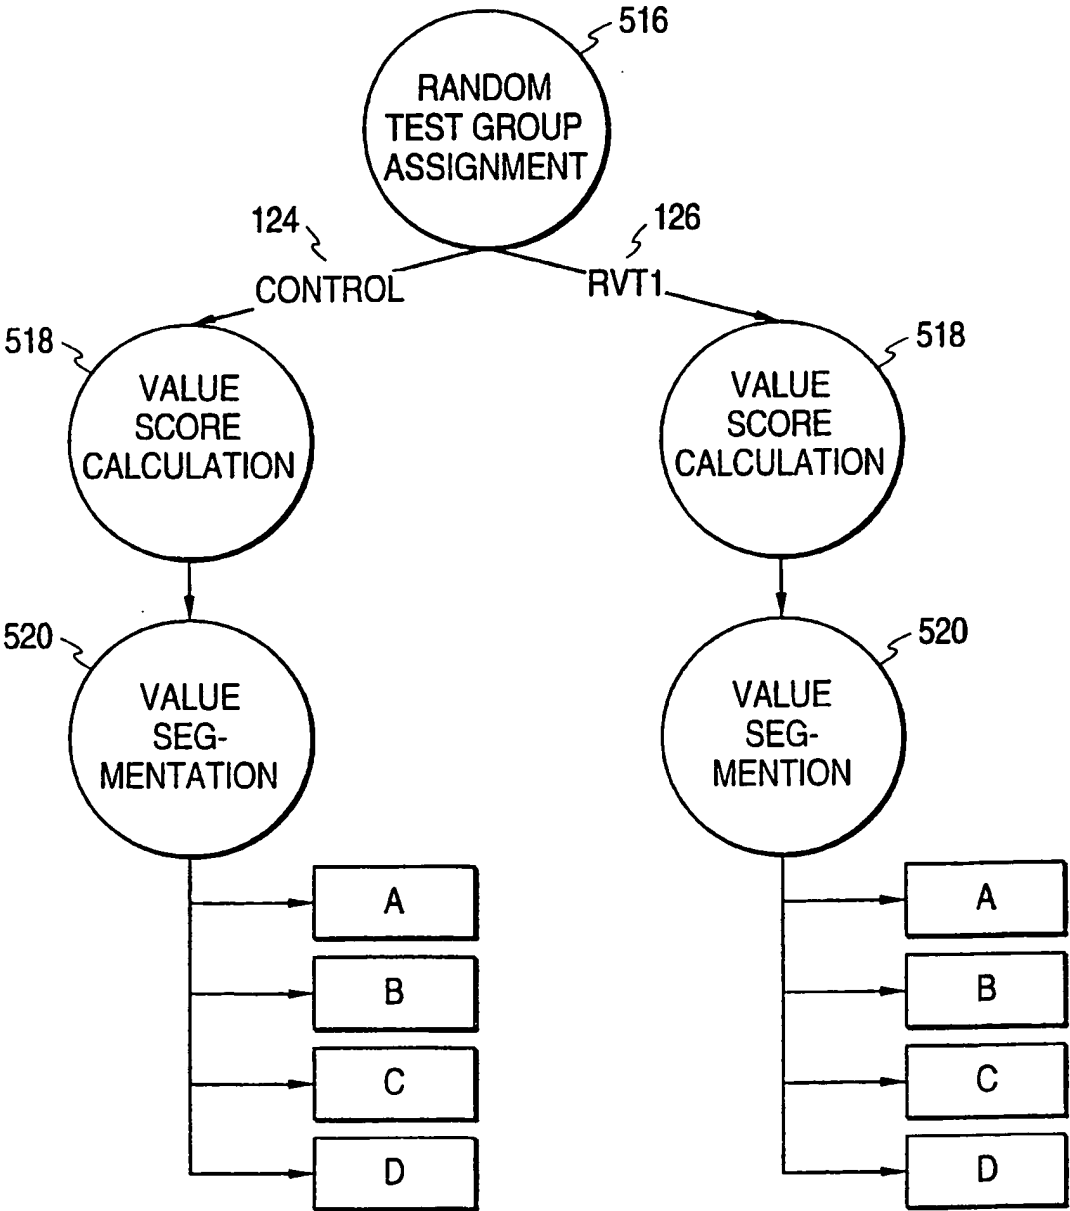 516
RANDOM
TEST GROUP
ASSIGNMENT
124
126
CONTROL
RVT1
518
VALUE
SCORE
CALCULATION
518
VALUE
SCORE
CALCULATION
520
VALUE
SEG-
MENTATION
520
VALUE
SEG-
MENTION
A
B
C
D
A
B
C
D